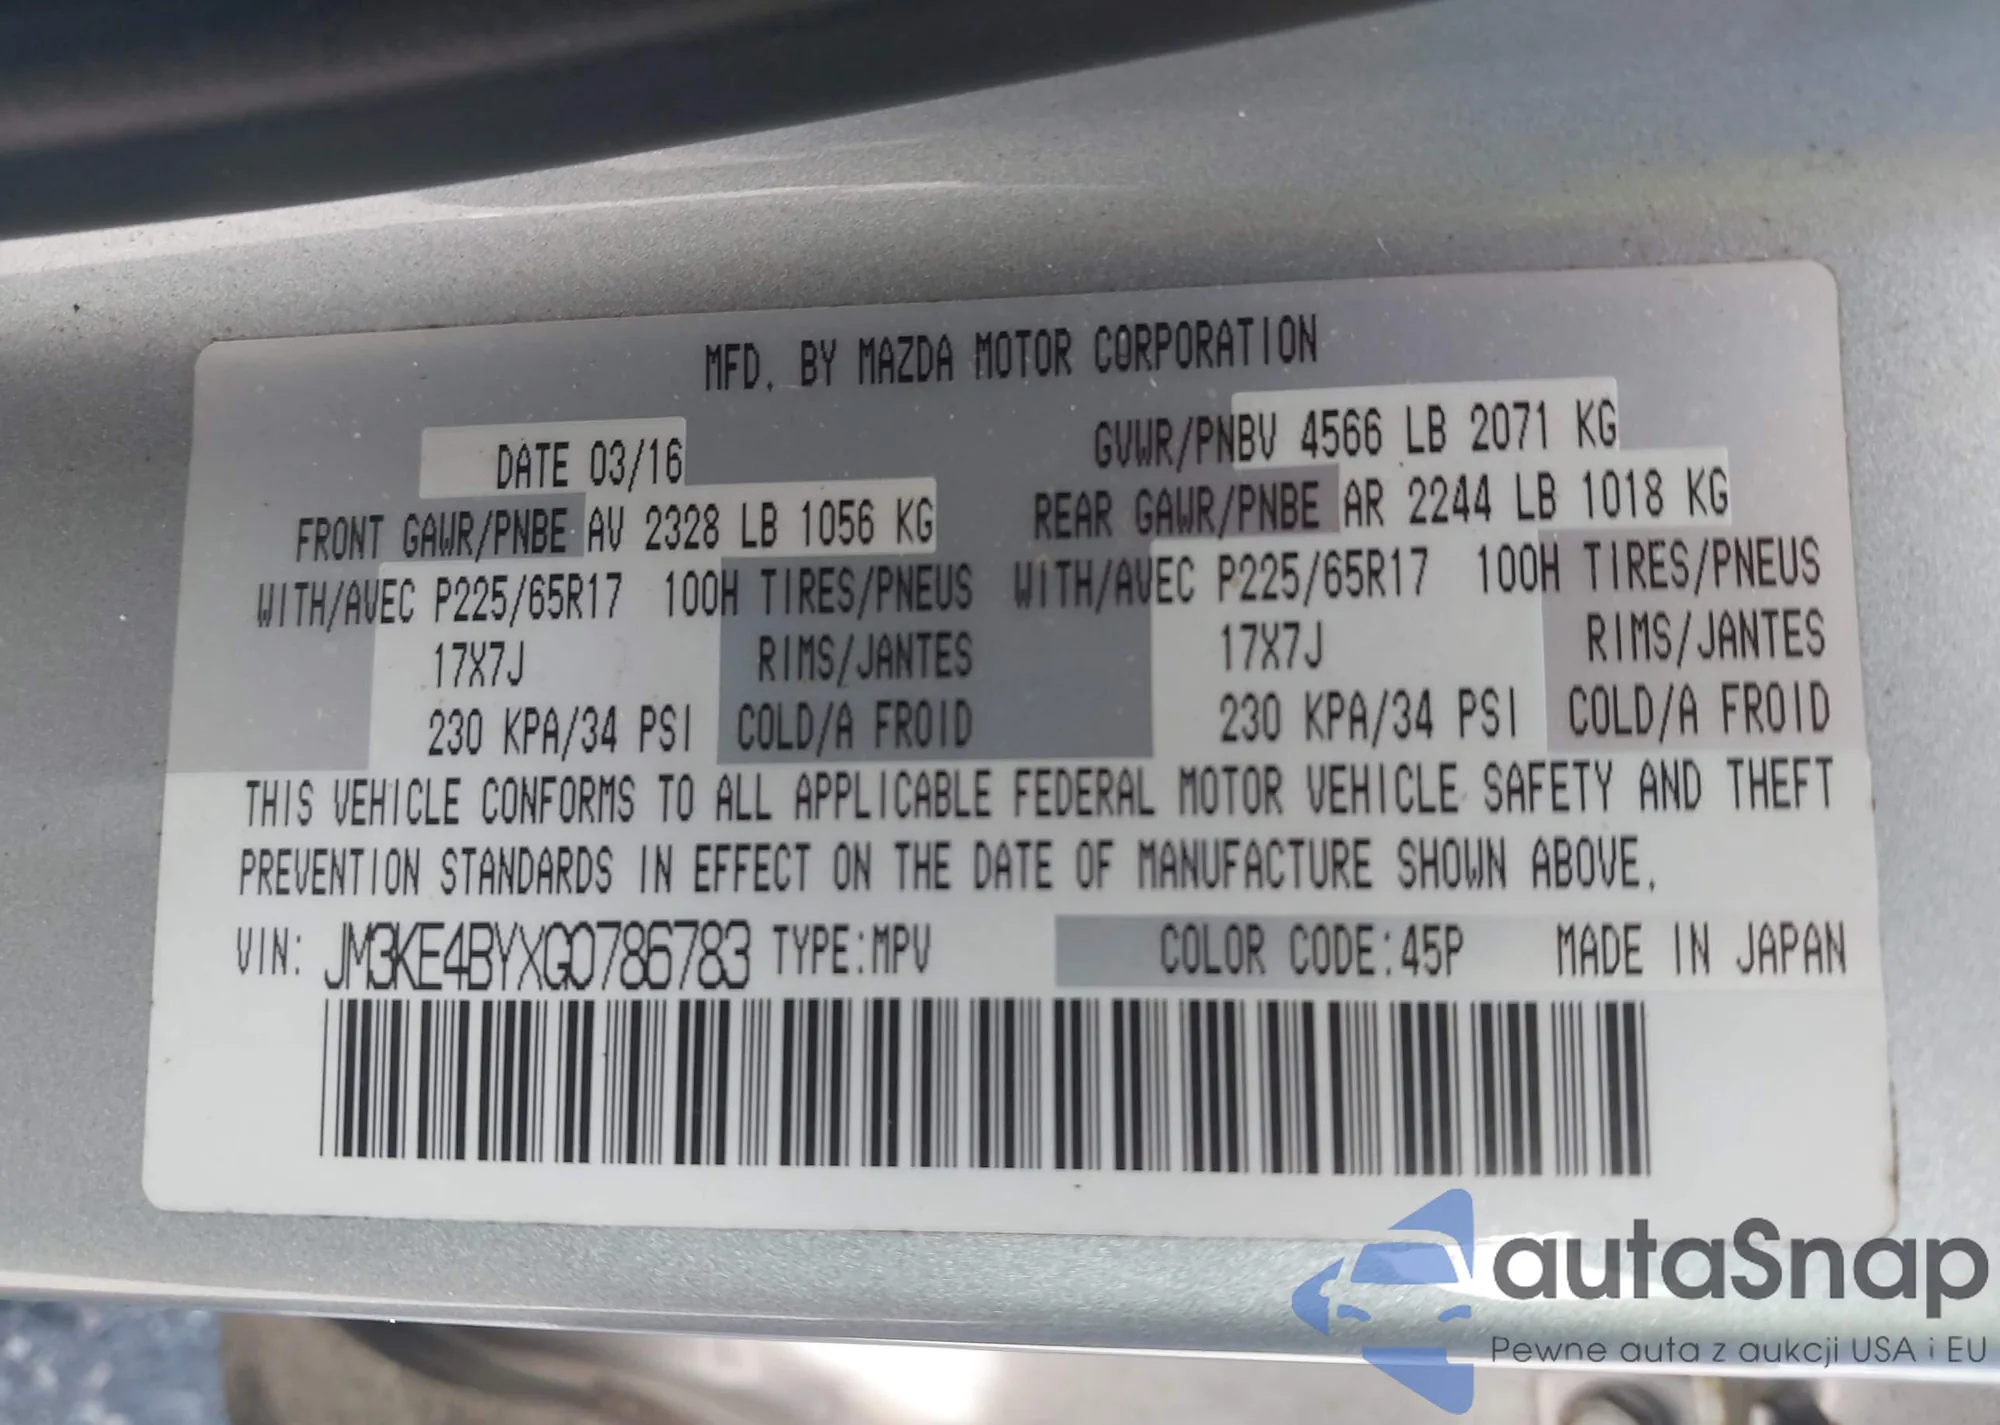 MFD. BY MAZDA MOTOR CORPORATION
DATE 03/16 GVWR/PNBV 4566 LB 2071 KG
FRONT GAWR/PNBE AV 2328 LB 1056 KG REAR GAWR/PNBE AR 2244 LB 1018 KG
WITH/AVEC P225/65R17 100H TIRES/PNEUS WITH/AVEC P225/65R17 100H TIRES/PNEUS
17X7J RIMS/JANTES 17X7J RIMS/JANTES
230 KPA/34 PSI COLD/A FROID 230 KPA/34 PSI COLD/A FROID
THIS VEHICLE CONFORMS TO ALL APPLICABLE FEDERAL MOTOR VEHICLE SAFETY AND THEFT
PREVENTION STANDARDS IN EFFECT ON THE DATE OF MANUFACTURE SHOWN ABOVE.
VIN: JM3KE4BYXG0786783 TYPE:MPV COLOR CODE:45P MADE IN JAPAN
autaSnap
Pewne auta z aukcji USA i EU